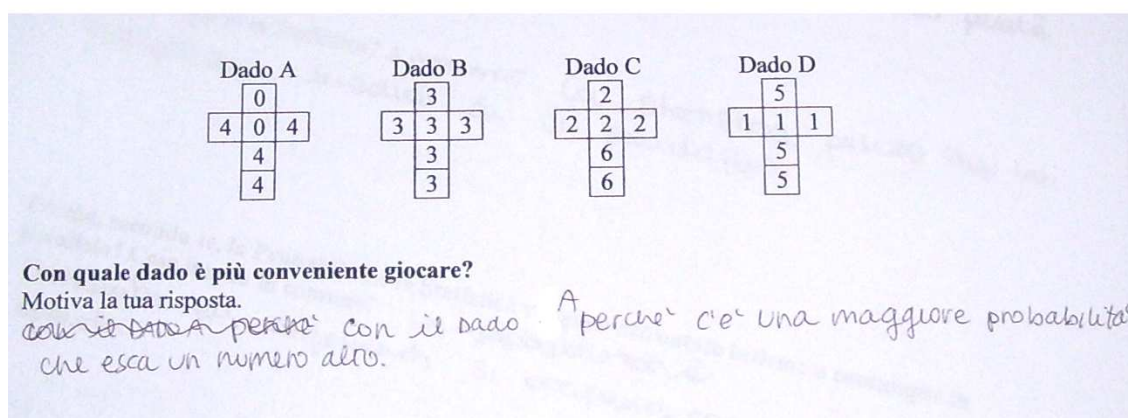 Dado A Dado B Dado C Dado D
0 3 2 5
4 0 4 3 3 3 2 2 2 1 1 1
4 3 6 5
4 3 6 5
Con quale dado è più conveniente giocare?
Motiva la tua risposta.
con il DADO A perché con il DADO A perché c'e' una maggiore probabilità
che esca un numero alto.